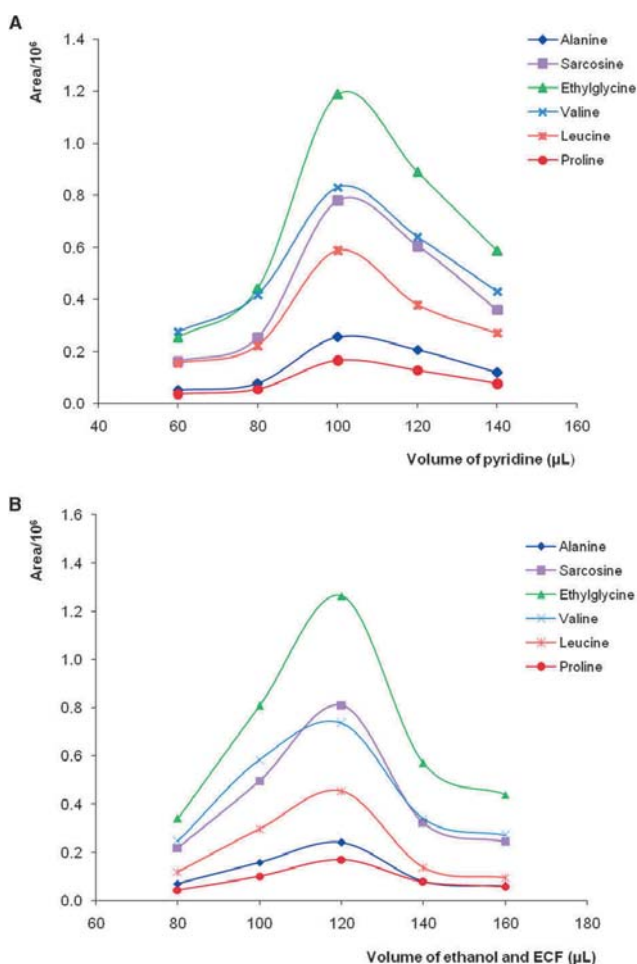 A
Area/10⁶
1.4
1.2
1.0
0.8
0.6
0.4
0.2
0.0
40 60 80 100 120 140 160
Volume of pyridine (µL)
Alanine
Sarcosine
Ethylglycine
Valine
Leucine
Proline
B
Area/10⁶
1.6
1.4
1.2
1.0
0.8
0.6
0.4
0.2
0.0
60 80 100 120 140 160 180
Volume of ethanol and ECF (µL)
Alanine
Sarcosine
Ethylglycine
Valine
Leucine
Proline